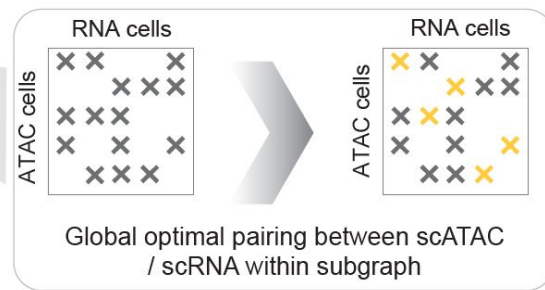 RNA cells
ATAC cells
RNA cells
ATAC cells
Global optimal pairing between scATAC
/ scRNA within subgraph